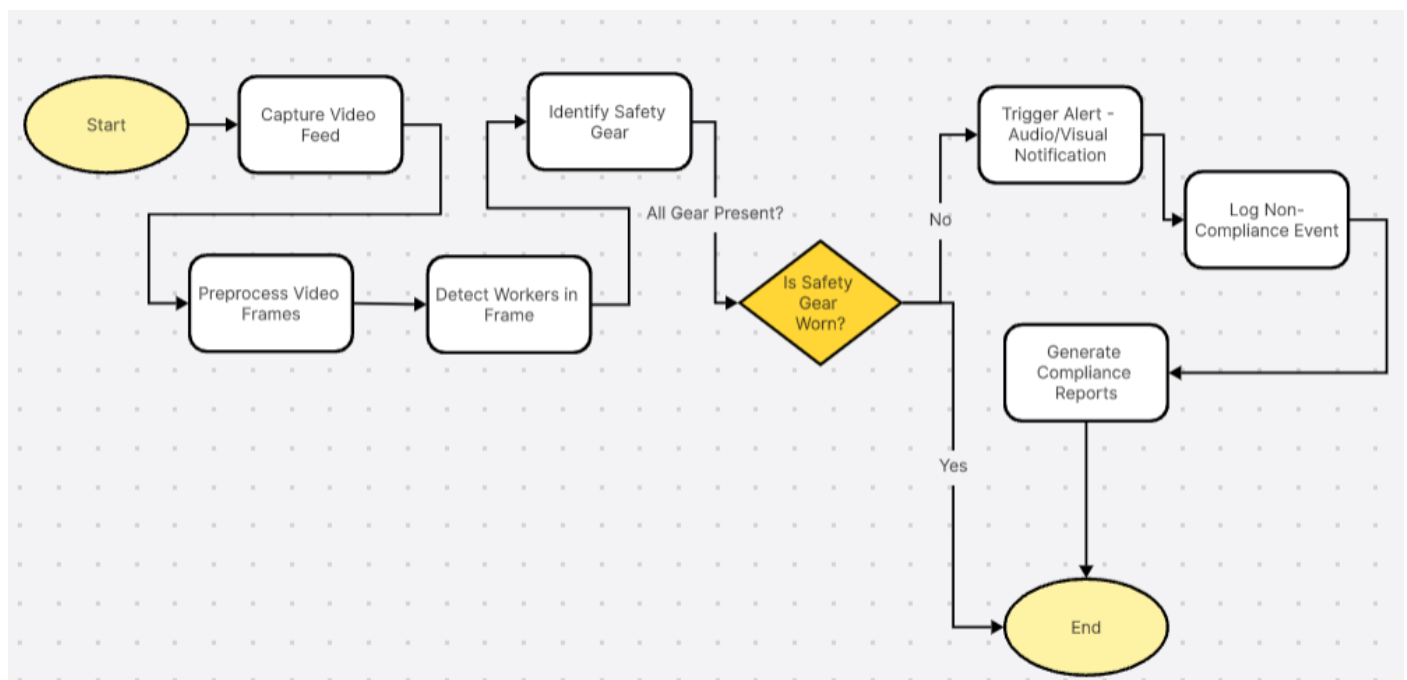 Start
Capture Video
Feed
Preprocess Video
Frames
Detect Workers in
Frame
Identify Safety
Gear
All Gear Present?
Is Safety
Gear
Worn?
No
Trigger Alert -
Audio/Visual
Notification
Log Non-
Compliance Event
Generate
Compliance
Reports
Yes
End